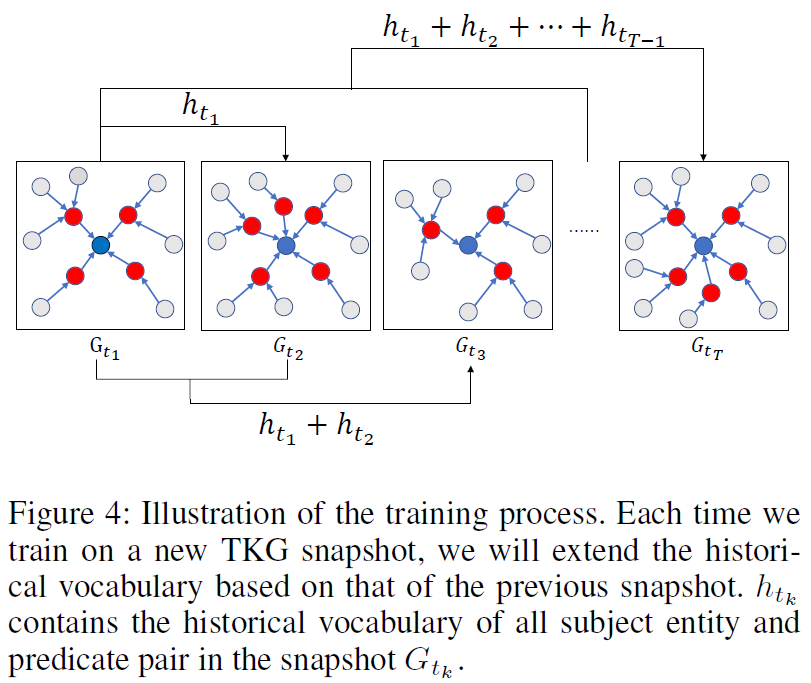 h_{t_1} + h_{t_2} + ⋯ + h_{t_{T-1}}
h_{t_1}
......
G_{t_1} G_{t_2} G_{t_3} G_{t_T}
h_{t_1} + h_{t_2}
Figure 4: Illustration of the training process. Each time we
train on a new TKG snapshot, we will extend the histori-
cal vocabulary based on that of the previous snapshot. h_{t_k}
contains the historical vocabulary of all subject entity and
predicate pair in the snapshot G_{t_k}.